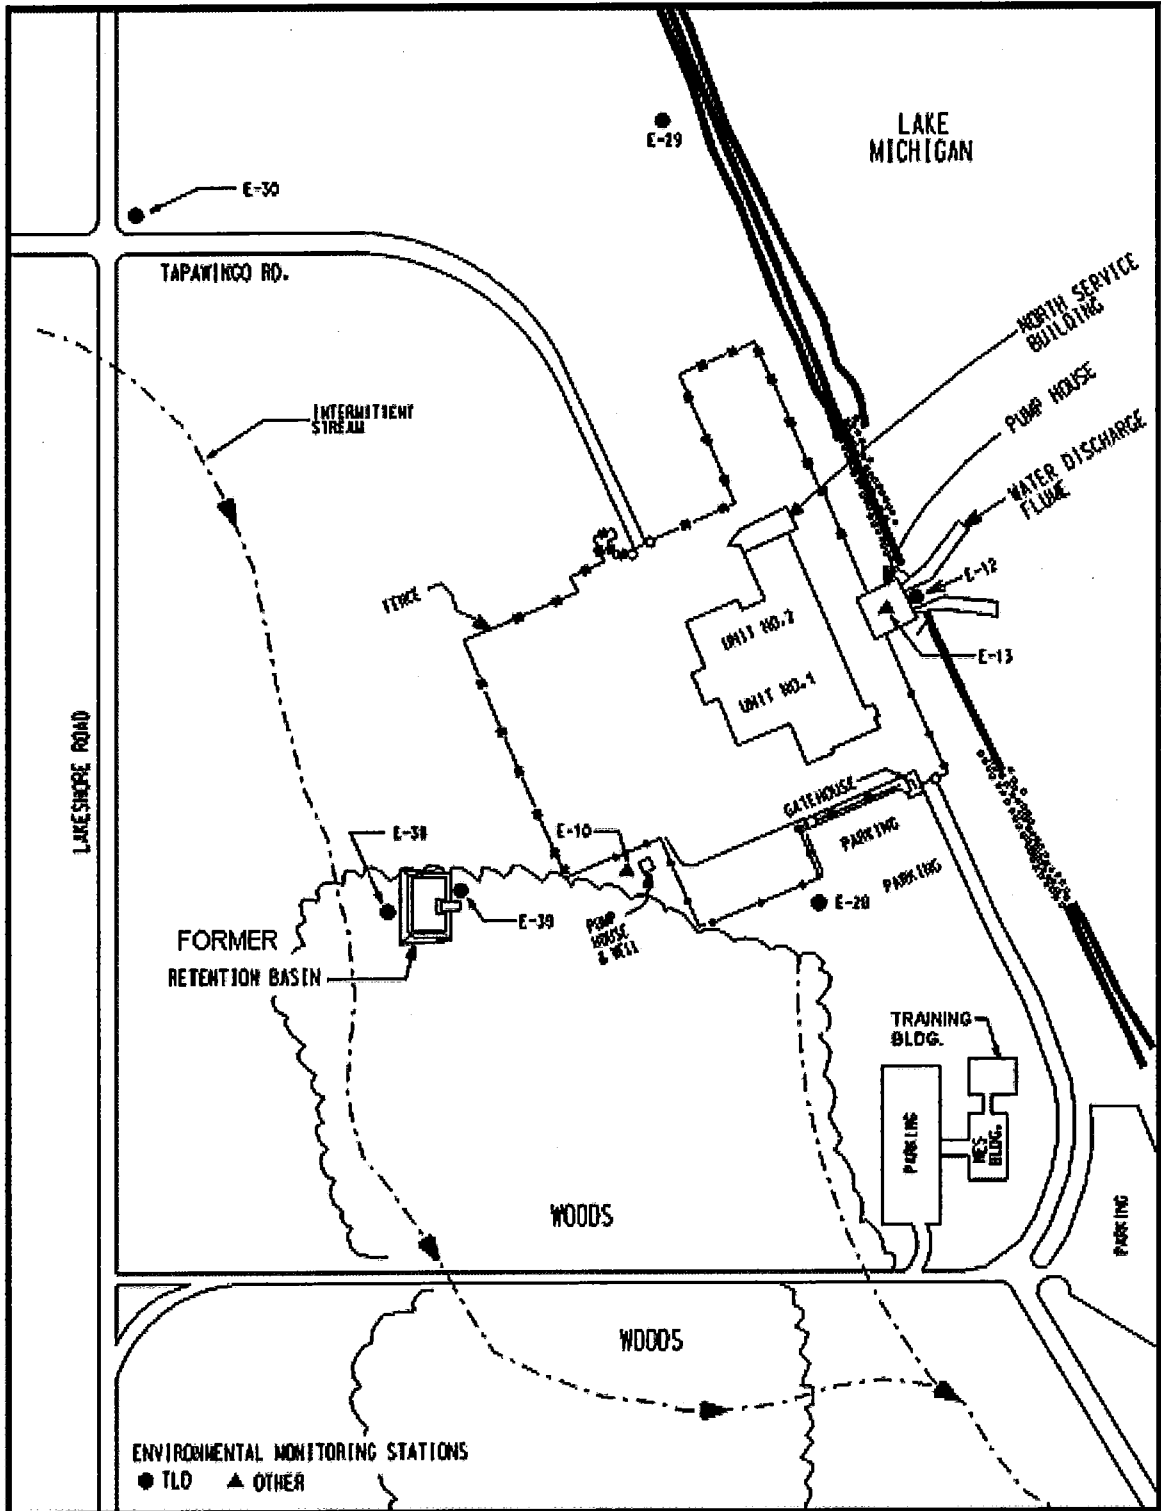 LAKE
MICHIGAN
E-29
E-30
TAPAWINGO RD.
NORTH SERVICE
BUILDING
PUMP HOUSE
WATER DISCHARGE
FLUME
INTERMITTENT
STREAM
E-12
FENCE
UNIT NO.2
E-13
UNIT NO.1
LAKESHORE ROAD
GATEHOUSE
E-38
E-10
PARKING
PARKING
E-39
E-28
PUMP
HOUSE
& WELL
FORMER
RETENTION BASIN
TRAINING
BLDG.
PARKING
NES
BLDG.
WOODS
PARKING
WOODS
ENVIRONMENTAL MONITORING STATIONS
● TLD ▲ OTHER